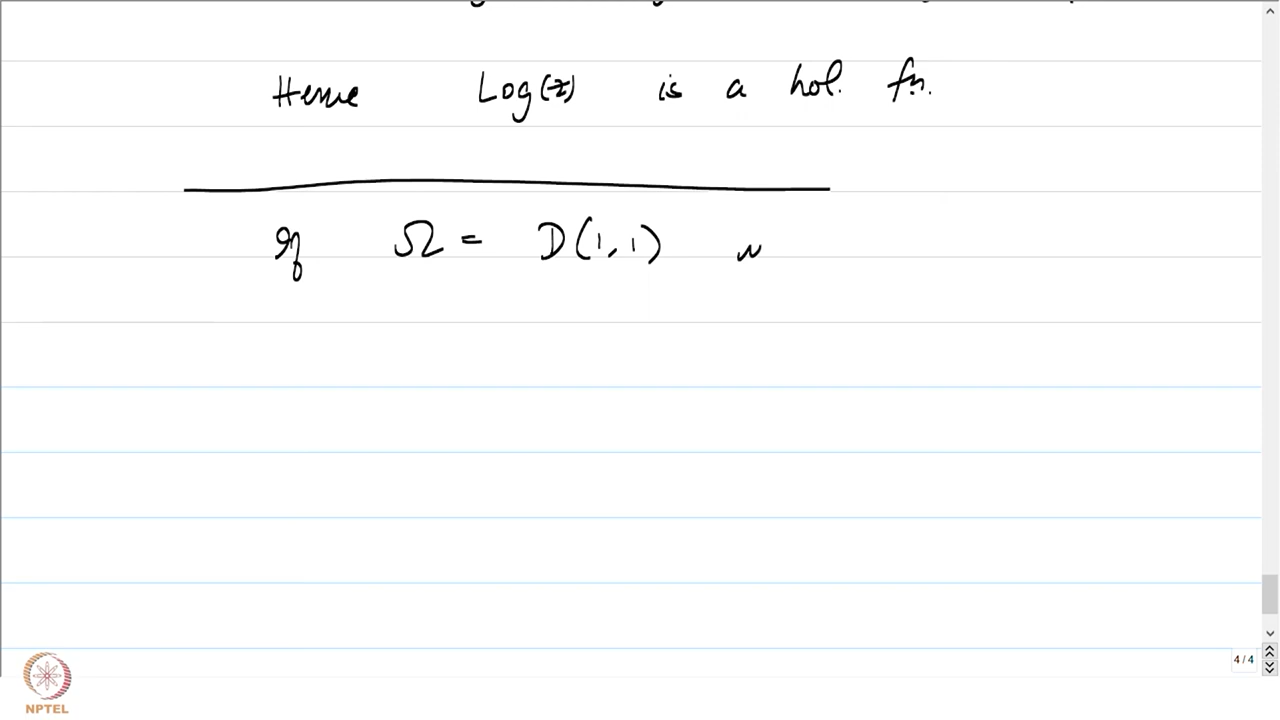 Hence Log(z) is a hol. fn.
If Ω = D(1, 1)
4 / 4
NPTEL